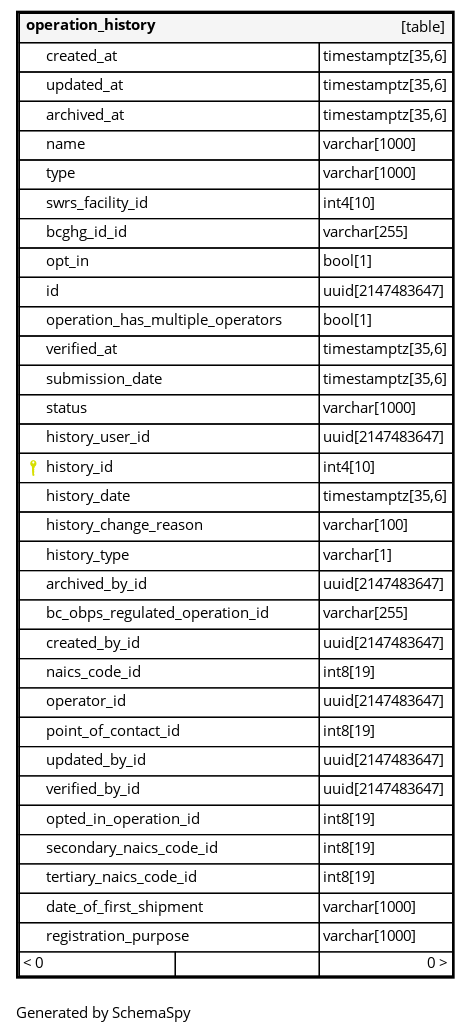 operation_history [table]
created_at timestamptz[35,6]
updated_at timestamptz[35,6]
archived_at timestamptz[35,6]
name varchar[1000]
type varchar[1000]
swrs_facility_id int4[10]
bcghg_id_id varchar[255]
opt_in bool[1]
id uuid[2147483647]
operation_has_multiple_operators bool[1]
verified_at timestamptz[35,6]
submission_date timestamptz[35,6]
status varchar[1000]
history_user_id uuid[2147483647]
history_id int4[10]
history_date timestamptz[35,6]
history_change_reason varchar[100]
history_type varchar[1]
archived_by_id uuid[2147483647]
bc_obps_regulated_operation_id varchar[255]
created_by_id uuid[2147483647]
naics_code_id int8[19]
operator_id uuid[2147483647]
point_of_contact_id int8[19]
updated_by_id uuid[2147483647]
verified_by_id uuid[2147483647]
opted_in_operation_id int8[19]
secondary_naics_code_id int8[19]
tertiary_naics_code_id int8[19]
date_of_first_shipment varchar[1000]
registration_purpose varchar[1000]
< 0 0 >
Generated by SchemaSpy